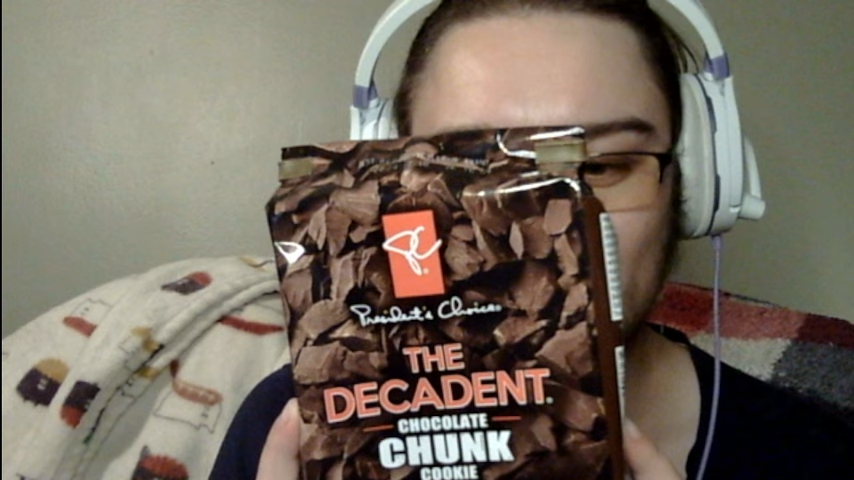 PC®
President's Choice®
THE
DECADENT®
CHOCOLATE
CHUNK
COOKIE